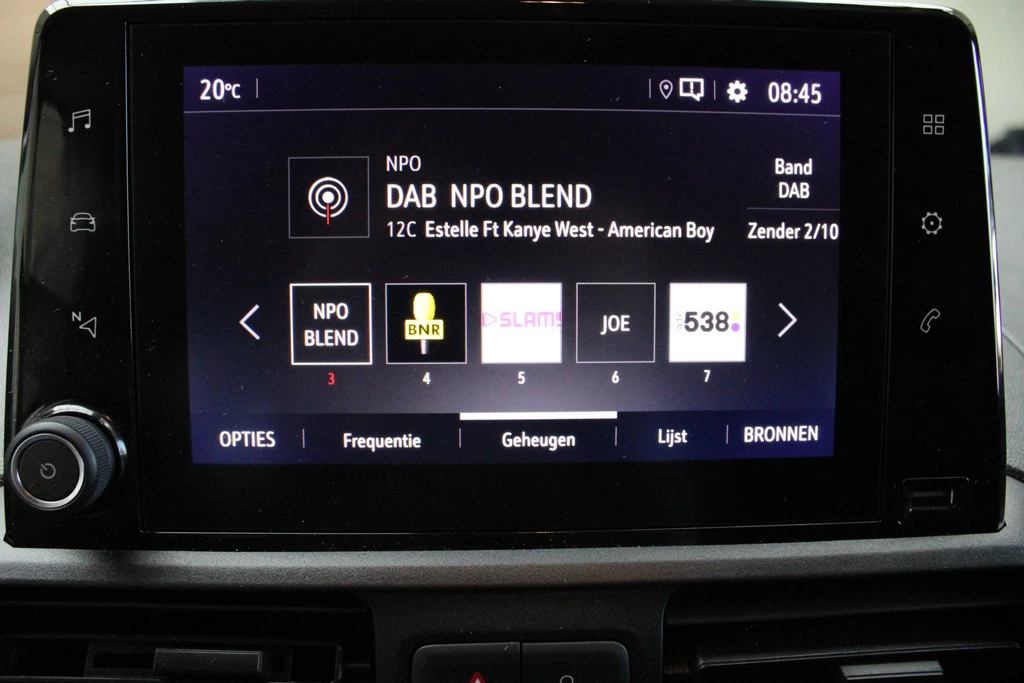 20°C
08:45
NPO
DAB NPO BLEND
12C Estelle Ft Kanye West - American Boy
Band
DAB
Zender 2/10
NPO
BLEND
BNR
SLAM!
JOE
538
3
4
5
6
7
OPTIES
Frequentie
Geheugen
Lijst
BRONNEN
N